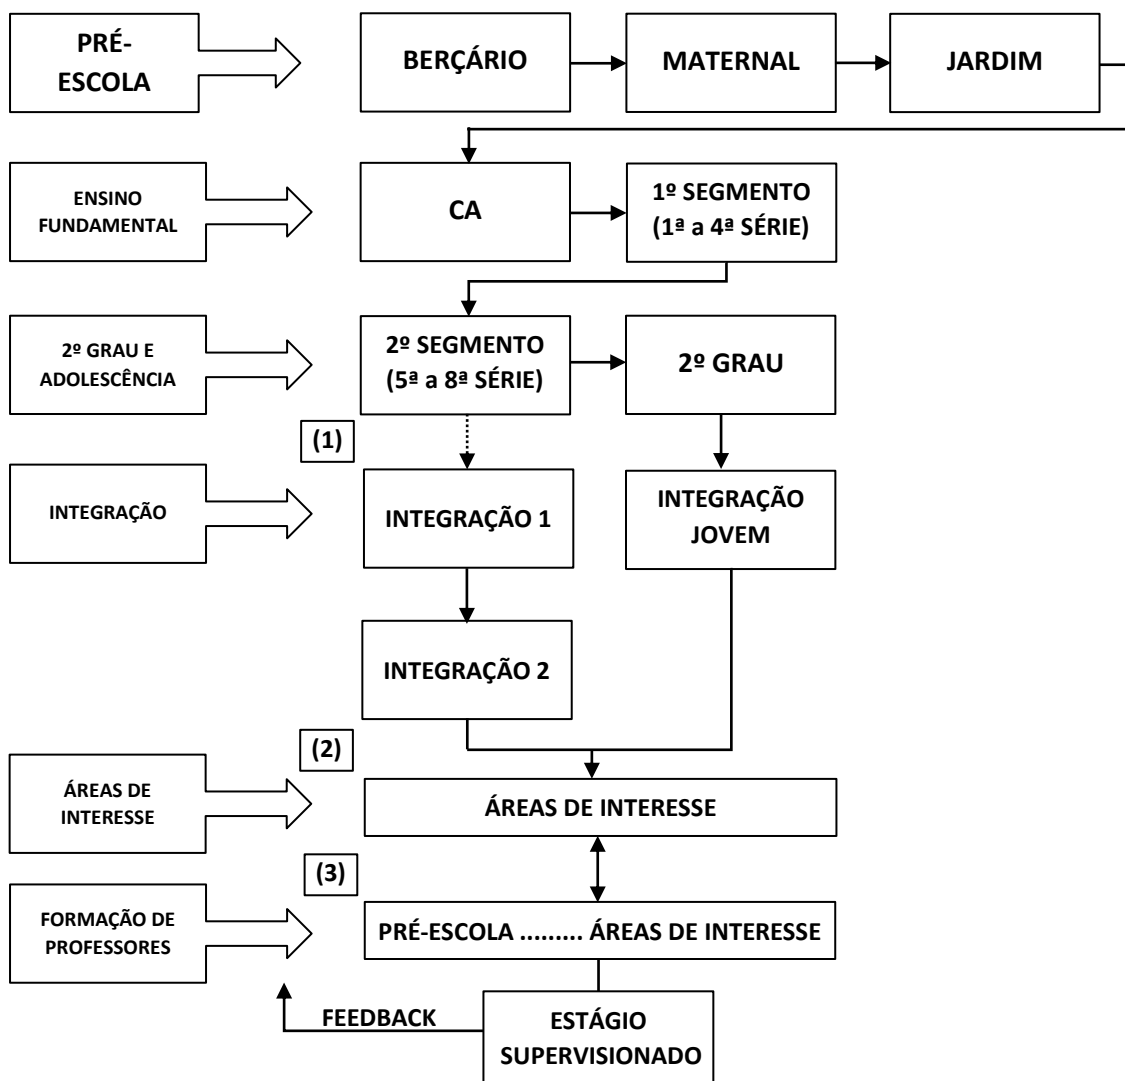 PRÉ-
ESCOLA
BERÇÁRIO
MATERNAL
JARDIM
ENSINO
FUNDAMENTAL
CA
1º SEGMENTO
(1ª a 4ª SÉRIE)
2º GRAU E
ADOLESCÊNCIA
2º SEGMENTO
(5ª a 8ª SÉRIE)
2º GRAU
(1)
INTEGRAÇÃO
INTEGRAÇÃO 1
INTEGRAÇÃO
JOVEM
INTEGRAÇÃO 2
(2)
ÁREAS DE
INTERESSE
ÁREAS DE INTERESSE
(3)
FORMAÇÃO DE
PROFESSORES
PRÉ-ESCOLA ......... ÁREAS DE INTERESSE
FEEDBACK
ESTÁGIO
SUPERVISIONADO